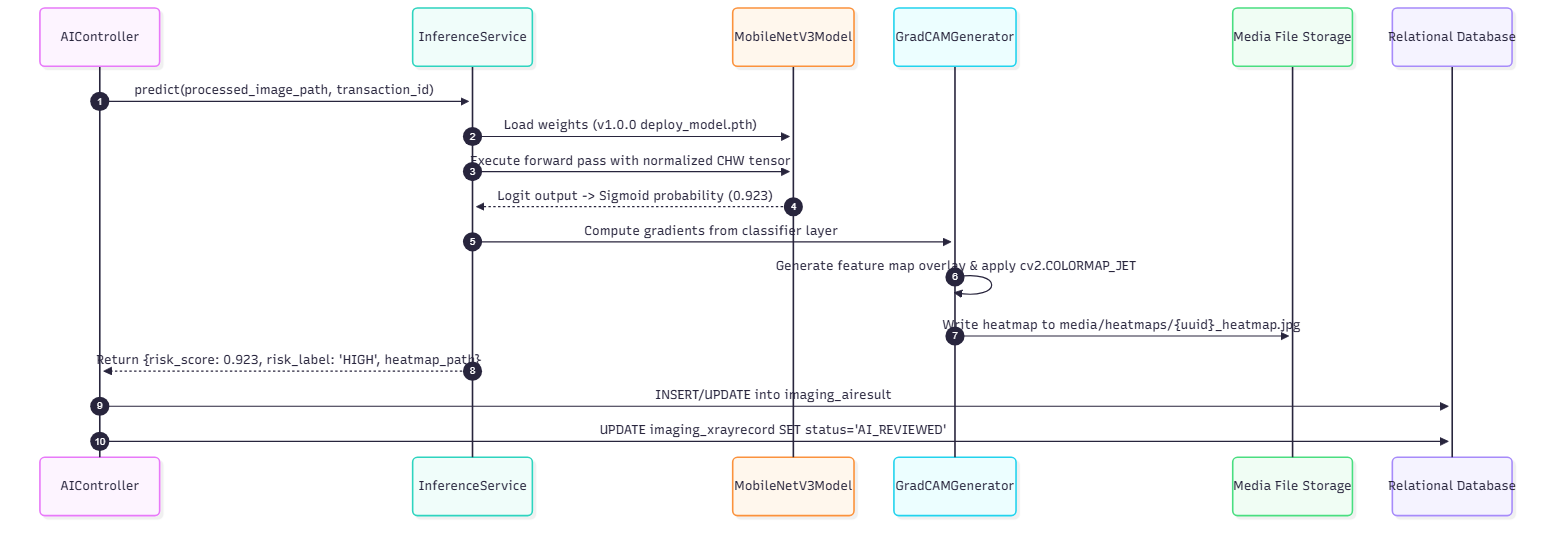 AIController
InferenceService
MobileNetV3Model
GradCAMGenerator
Media File Storage
Relational Database
1
predict(processed_image_path, transaction_id)
2
Load weights (v1.0.0 deploy_model.pth)
3
Execute forward pass with normalized CHW tensor
4
Logit output -> Sigmoid probability (0.923)
5
Compute gradients from classifier layer
6
Generate feature map overlay & apply cv2.COLORMAP_JET
7
Write heatmap to media/heatmaps/{uuid}_heatmap.jpg
8
Return {risk_score: 0.923, risk_label: 'HIGH', heatmap_path}
9
INSERT/UPDATE into imaging_airesult
10
UPDATE imaging_xrayrecord SET status='AI_REVIEWED'
AIController
InferenceService
MobileNetV3Model
GradCAMGenerator
Media File Storage
Relational Database